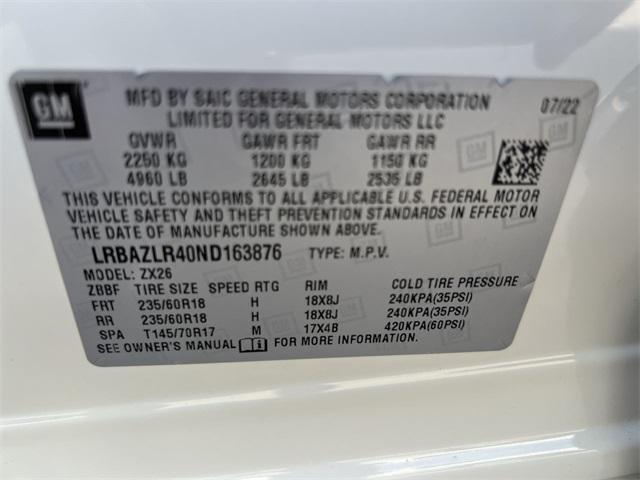 GM
MFD BY SAIC GENERAL MOTORS CORPORATION 07/22
LIMITED FOR GENERAL MOTORS LLC
GVWR GAWR FRT GAWR RR
2250 KG 1200 KG 1150 KG
4960 LB 2645 LB 2535 LB
THIS VEHICLE CONFORMS TO ALL APPLICABLE U.S. FEDERAL MOTOR
VEHICLE SAFETY AND THEFT PREVENTION STANDARDS IN EFFECT ON
THE DATE OF MANUFACTURE SHOWN ABOVE.
LRBAZLR40ND163876 TYPE: M.P.V.
MODEL: ZX26
ZBBF TIRE SIZE SPEED RTG RIM COLD TIRE PRESSURE
FRT 235/60R18 H 18X8J 240KPA(35PSI)
RR 235/60R18 H 18X8J 240KPA(35PSI)
SPA T145/70R17 M 17X4B 420KPA(60PSI)
SEE OWNER'S MANUAL FOR MORE INFORMATION.